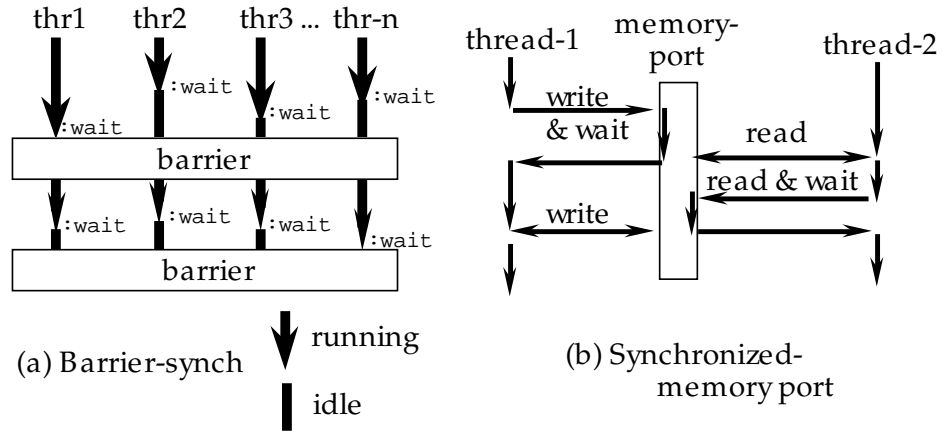 thr1 thr2 thr3 ... thr-n
:wait
:wait
:wait
:wait
barrier
:wait
:wait
:wait
:wait
barrier
running
(a) Barrier-synch
idle
thread-1
memory-
port
thread-2
write
& wait
read
read & wait
write
(b) Synchronized-
memory port